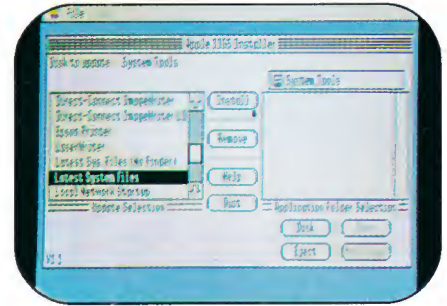 File
Apple IIGS Installer
Disk to update System Tools
System Tools
Direct-Connect ImageWriter
Direct-Connect ImageWriter LQ
Epson Printer
LaserWriter
Latest Sys. Files (No Finder)
Latest System Files
Local Network Startup
Install
Remove
Help
Quit
Update Selection
Application Folder Selection
Disk
Eject
V1.1